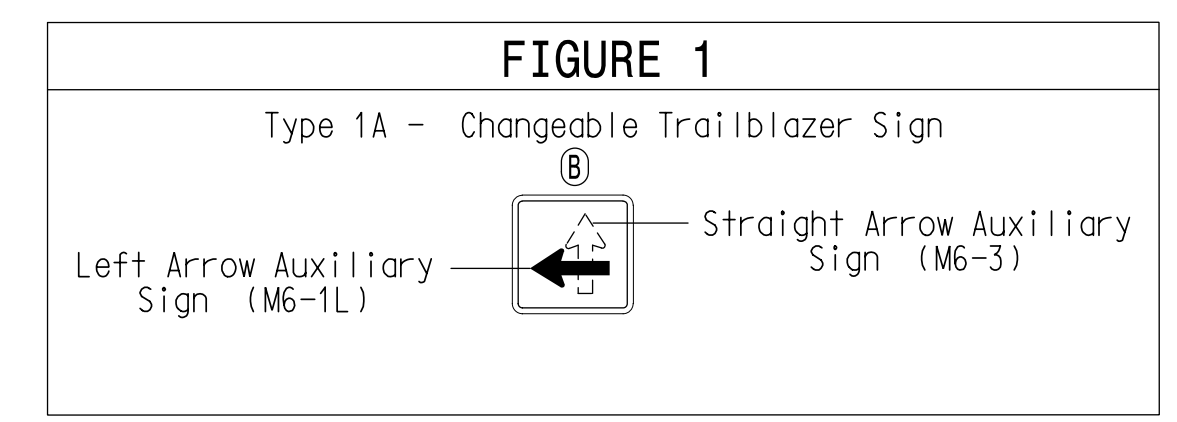 FIGURE 1
Type 1A - Changeable Trailblazer Sign
B
Straight Arrow Auxiliary
Sign (M6-3)
Left Arrow Auxiliary
Sign (M6-1L)